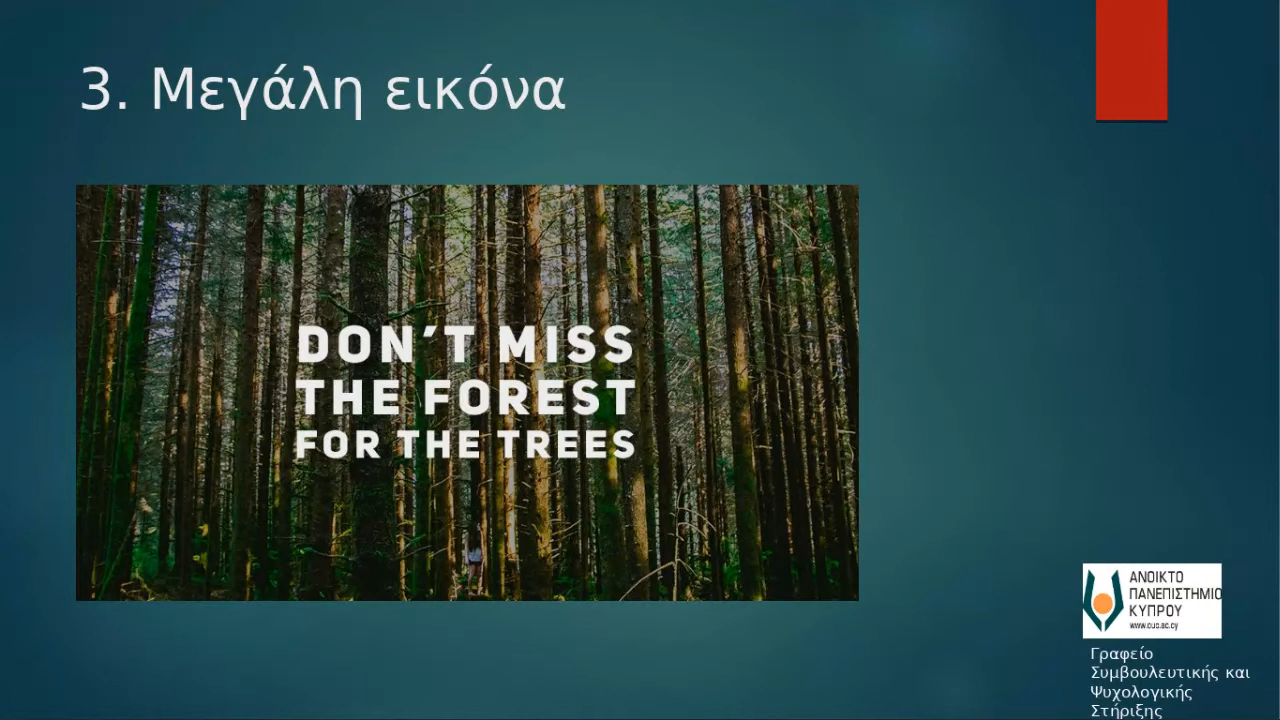 3. Μεγάλη εικόνα
DON'T MISS
THE FOREST
FOR THE TREES
ΑΝΟΙΚΤΟ
ΠΑΝΕΠΙΣΤΗΜΙΟ
ΚΥΠΡΟΥ
www.ouc.ac.cy
Γραφείο
Συμβουλευτικής και
Ψυχολογικής
Στήριξης